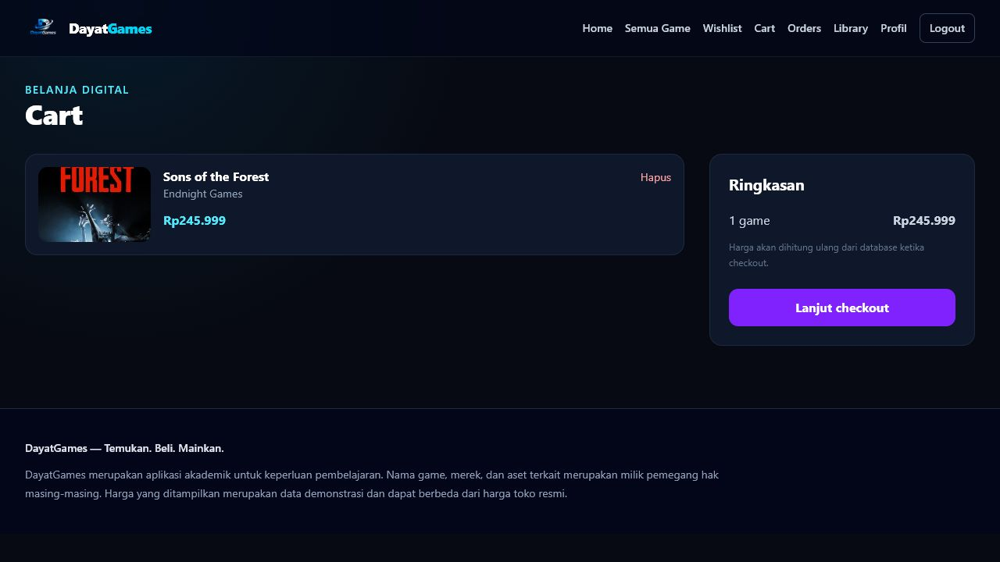 DayatGames
DayatGames
Home
Semua Game
Wishlist
Cart
Orders
Library
Profil
Logout
BELANJA DIGITAL
Cart
FOREST
Sons of the Forest
Endnight Games
Rp245.999
Hapus
Ringkasan
1 game
Rp245.999
Harga akan dihitung ulang dari database ketika
checkout.
Lanjut checkout
DayatGames — Temukan. Beli. Mainkan.
DayatGames merupakan aplikasi akademik untuk keperluan pembelajaran. Nama game, merek, dan aset terkait merupakan milik pemegang hak
masing-masing. Harga yang ditampilkan merupakan data demonstrasi dan dapat berbeda dari harga toko resmi.